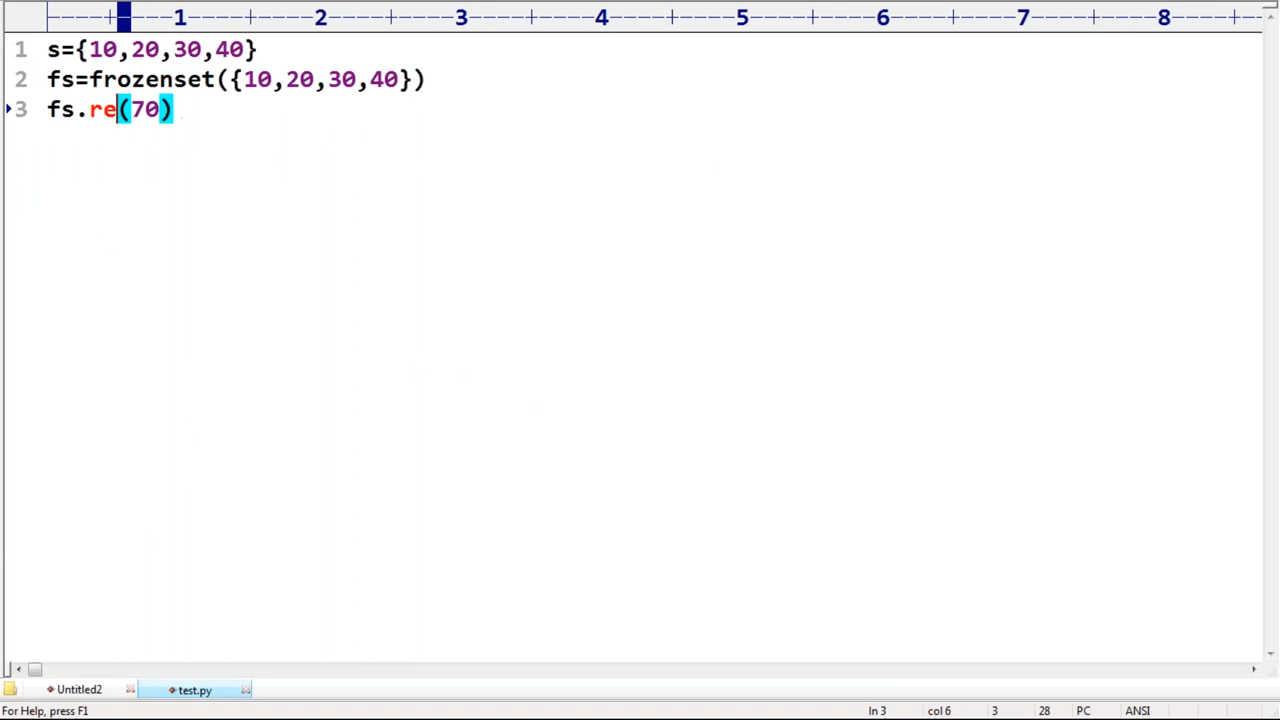 1 2 3 4 5 6 7 8
1 s={10,20,30,40}
2 fs=frozenset({10,20,30,40})
3 fs.re(70)
Untitled2 test.py
For Help, press F1 ln 3 col 6 3 28 PC ANSI